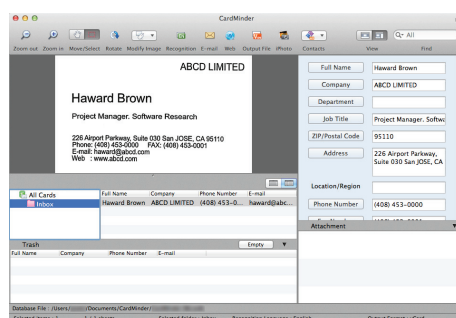 CardMinder
Zoom out Zoom in Move/Select Rotate Modify Image Recognition E-mail Web Output File iPhoto Contacts View Find
All
ABCD LIMITED
Haward Brown
Project Manager. Software Research
226 Airport Parkway, Suite 030 San JOSE, CA 95110
Phone: (408) 453-0000 FAX: (408) 453-0001
E-mail: haward@abcd.com
Web : www.abcd.com
Full Name Haward Brown
Company ABCD LIMITED
Department
Job Title Project Manager. Softwa
ZIP/Postal Code 95110
Address 226 Airport Parkway,
Suite 030 San JOSE, CA
Location/Region
Phone Number (408) 453-0000
Attachment
All Cards
Inbox
Full Name Company Phone Number E-mail
Haward Brown ABCD LIMITED (408) 453-0... haward@abc...
Trash Empty
Full Name Company Phone Number E-mail
Database File : /Users/ /Documents/CardMinder/